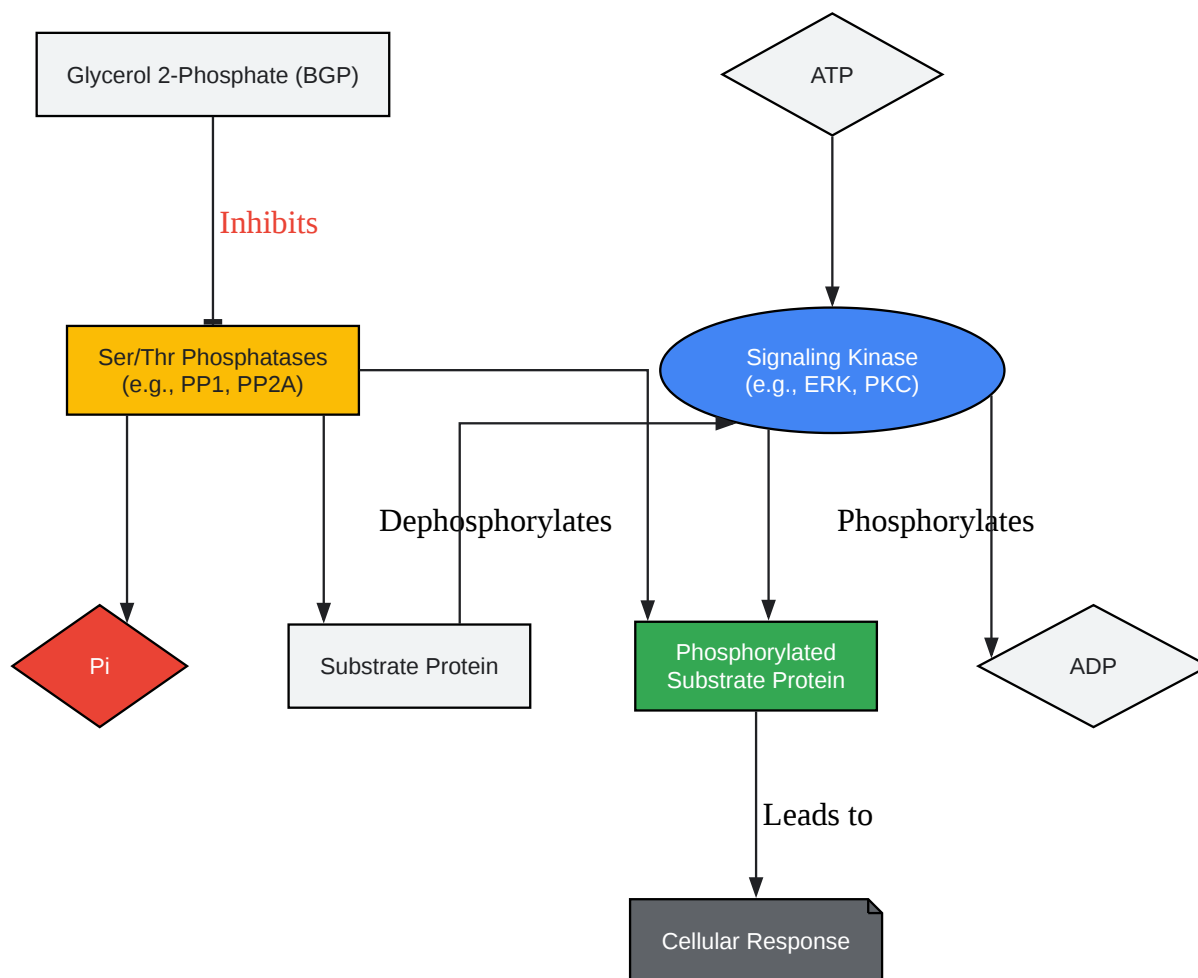 Glycerol 2-Phosphate (BGP)
ATP
Inhibits
Ser/Thr Phosphatases
(e.g., PP1, PP2A)
Signaling Kinase
(e.g., ERK, PKC)
Dephosphorylates
Phosphorylates
Pi
Substrate Protein
Phosphorylated
Substrate Protein
ADP
Leads to
Cellular Response